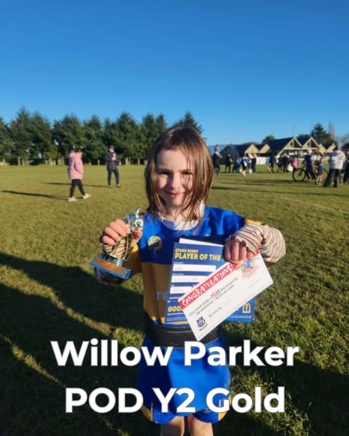 PLAYER OF THE
CONGRATULATIONS
Willow Parker
POD Y2 Gold